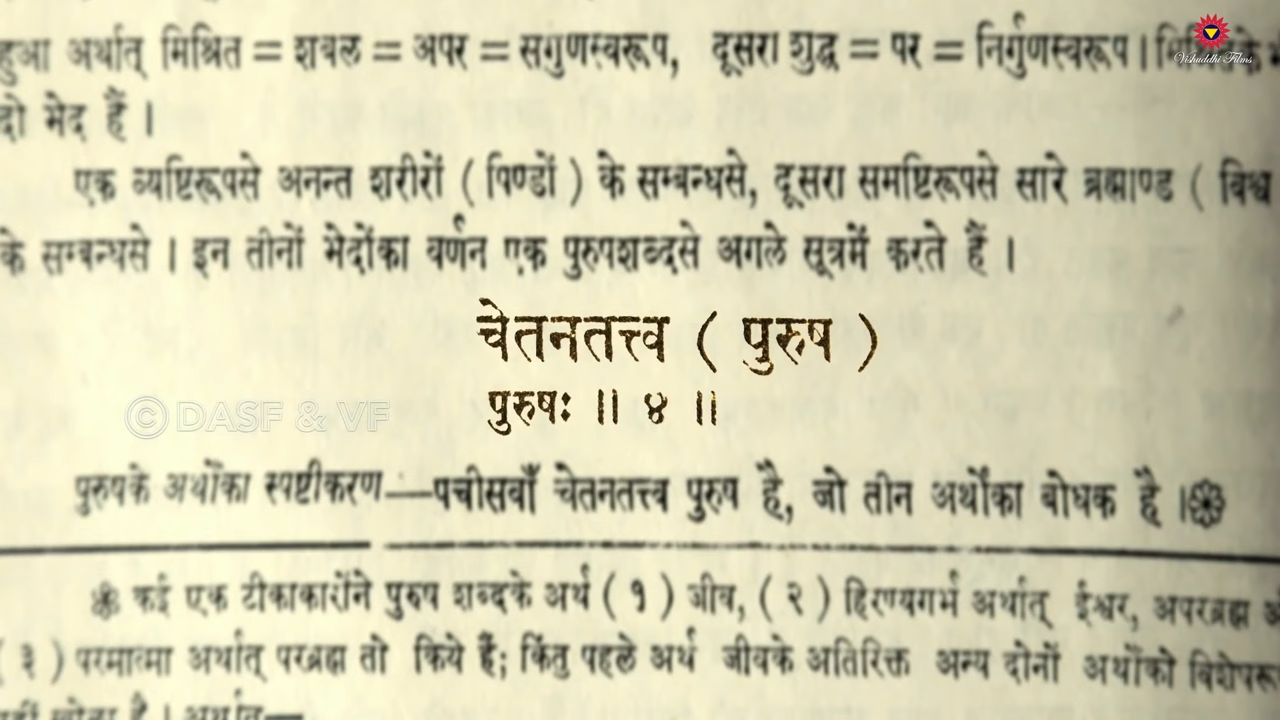 हुआ अर्थात् मिश्रित = शबल = अपर = सगुणस्वरूप, दूसरा शुद्ध = पर = निर्गुणस्वरूप ।
Vishuddhi Films
दो भेद हैं ।
एक व्यष्टिरूपसे अनन्त शरीरों ( पिण्डों ) के सम्बन्धसे, दूसरा समष्टिरूपसे सारे ब्रह्माण्ड ( विश्व
के सम्बन्धसे । इन तीनों भेदोंका वर्णन एक पुरुषशब्दसे अगले सूत्रमें करते हैं ।
चेतनतत्त्व ( पुरुष )
पुरुषः ॥ ४ ॥
© DASF & VF
पुरुषके अर्थोंका स्पष्टीकरण—पचीसवाँ चेतनतत्त्व पुरुष है, जो तीन अर्थोंका बोधक है ।
कई एक टीकाकारोंने पुरुष शब्दके अर्थ ( १ ) जीव, ( २ ) हिरण्यगर्भ अर्थात् ईश्वर, अपरब्रह्म
( ३ ) परमात्मा अर्थात् परब्रह्म तो किये हैं; किंतु पहले अर्थ जीवके अतिरिक्त अन्य दोनों अर्थोंको
है । अर्थात्—